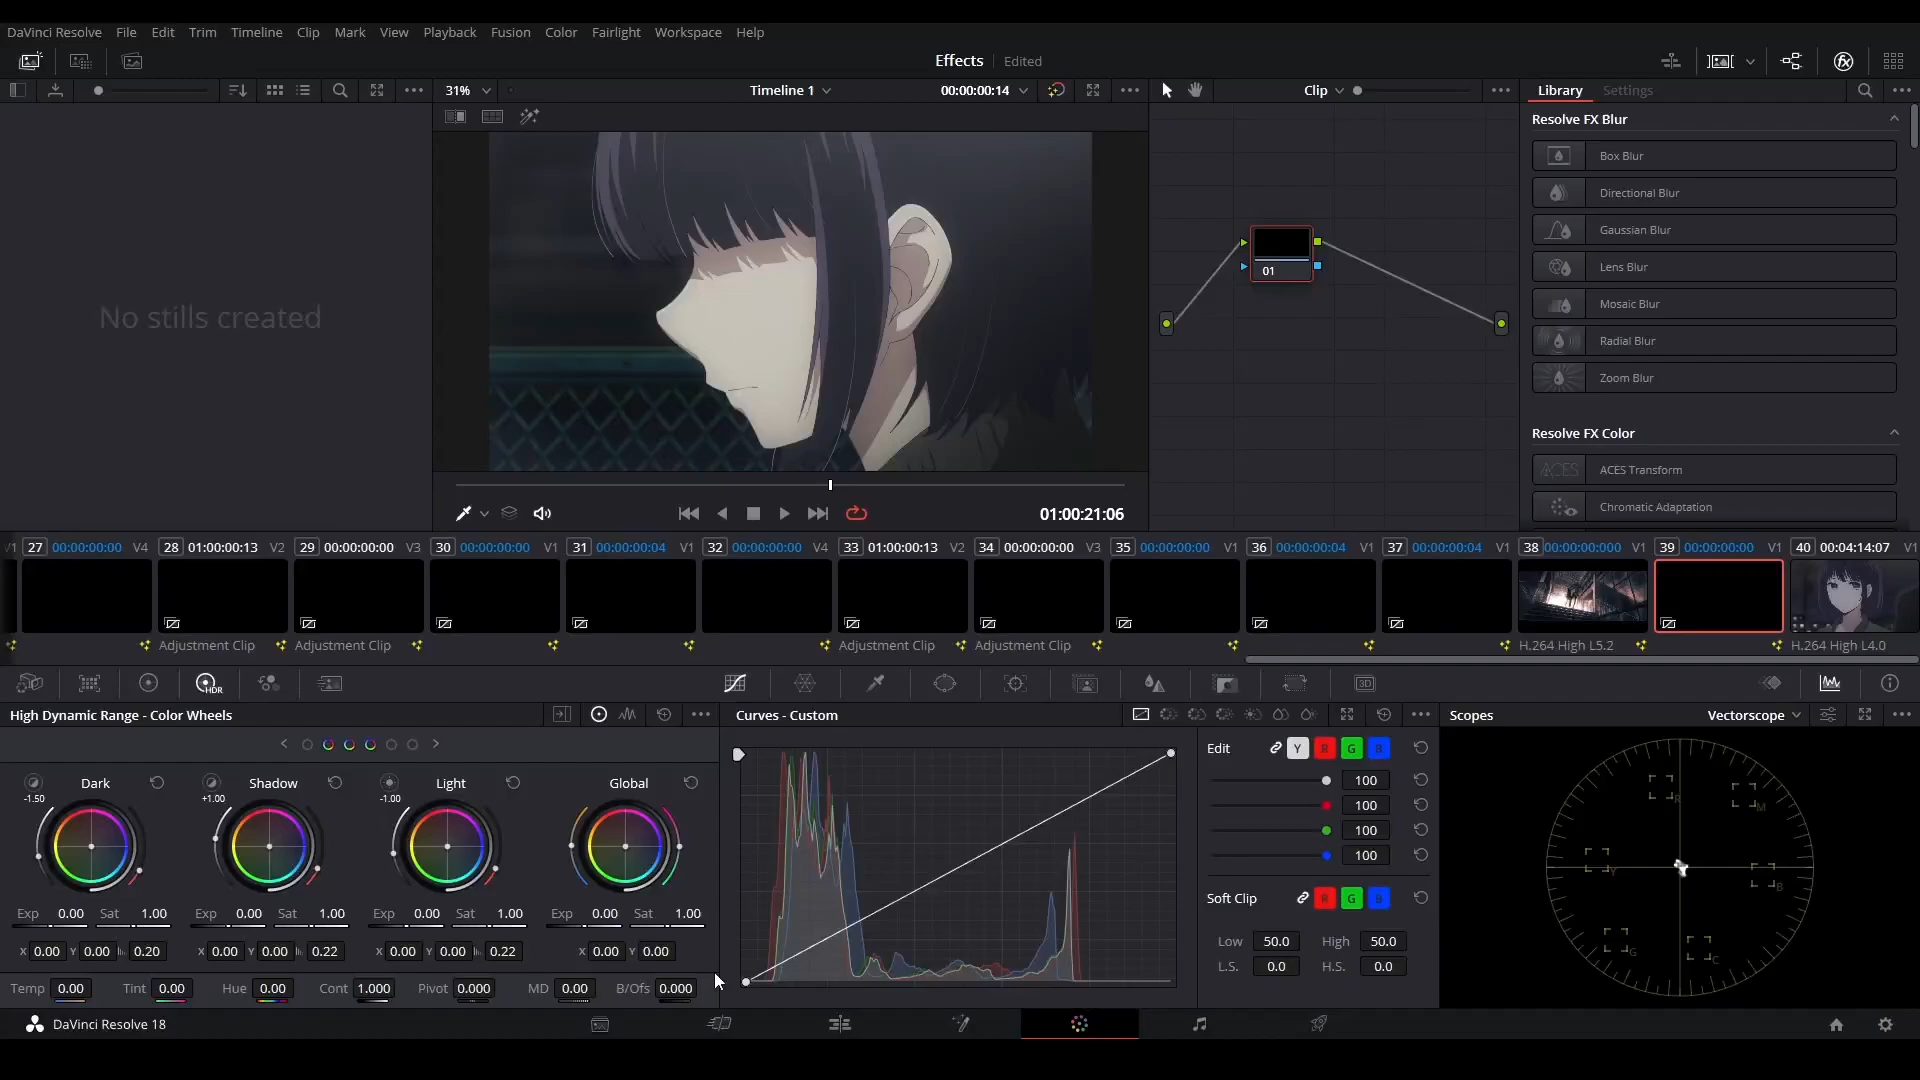 DaVinci Resolve File Edit Trim Timeline Clip Mark View Playback Fusion Color Fairlight Workspace Help
Effects Edited
31% Timeline 1 00:00:00:14 Clip Library Settings
Resolve FX Blur
Box Blur
Directional Blur
Gaussian Blur
Lens Blur
Mosaic Blur
Radial Blur
Zoom Blur
Resolve FX Color
ACES ACES Transform
Chromatic Adaptation
No stills created
01
01:00:21:06
V1 27 00:00:00:00 V4 28 01:00:00:13 V2 29 00:00:00:00 V3 30 00:00:00:00 V1 31 00:00:00:04 V1 32 00:00:00:00 V4 33 01:00:00:13 V2 34 00:00:00:00 V3 35 00:00:00:00 V1 36 00:00:00:04 V1 37 00:00:00:04 V1 38 00:00:00:000 V1 39 00:00:00:00 V1 40 00:04:14:07 V1
Adjustment Clip Adjustment Clip Adjustment Clip Adjustment Clip H.264 High L5.2 H.264 High L4.0
HDR 3D
High Dynamic Range - Color Wheels Curves - Custom Scopes Vectorscope
Dark Shadow Light Global
-1.50 +1.00 -1.00
Exp 0.00 Sat 1.00 Exp 0.00 Sat 1.00 Exp 0.00 Sat 1.00 Exp 0.00 Sat 1.00
X 0.00 Y 0.00 0.20 X 0.00 Y 0.00 0.22 X 0.00 Y 0.00 0.22 X 0.00 Y 0.00
Temp 0.00 Tint 0.00 Hue 0.00 Cont 1.000 Pivot 0.000 MD 0.00 B/Ofs 0.000
Edit Y R G B
100
100
100
100
Soft Clip R G B
Low 50.0 High 50.0
L.S. 0.0 H.S. 0.0
R M
Y B
G C
DaVinci Resolve 18